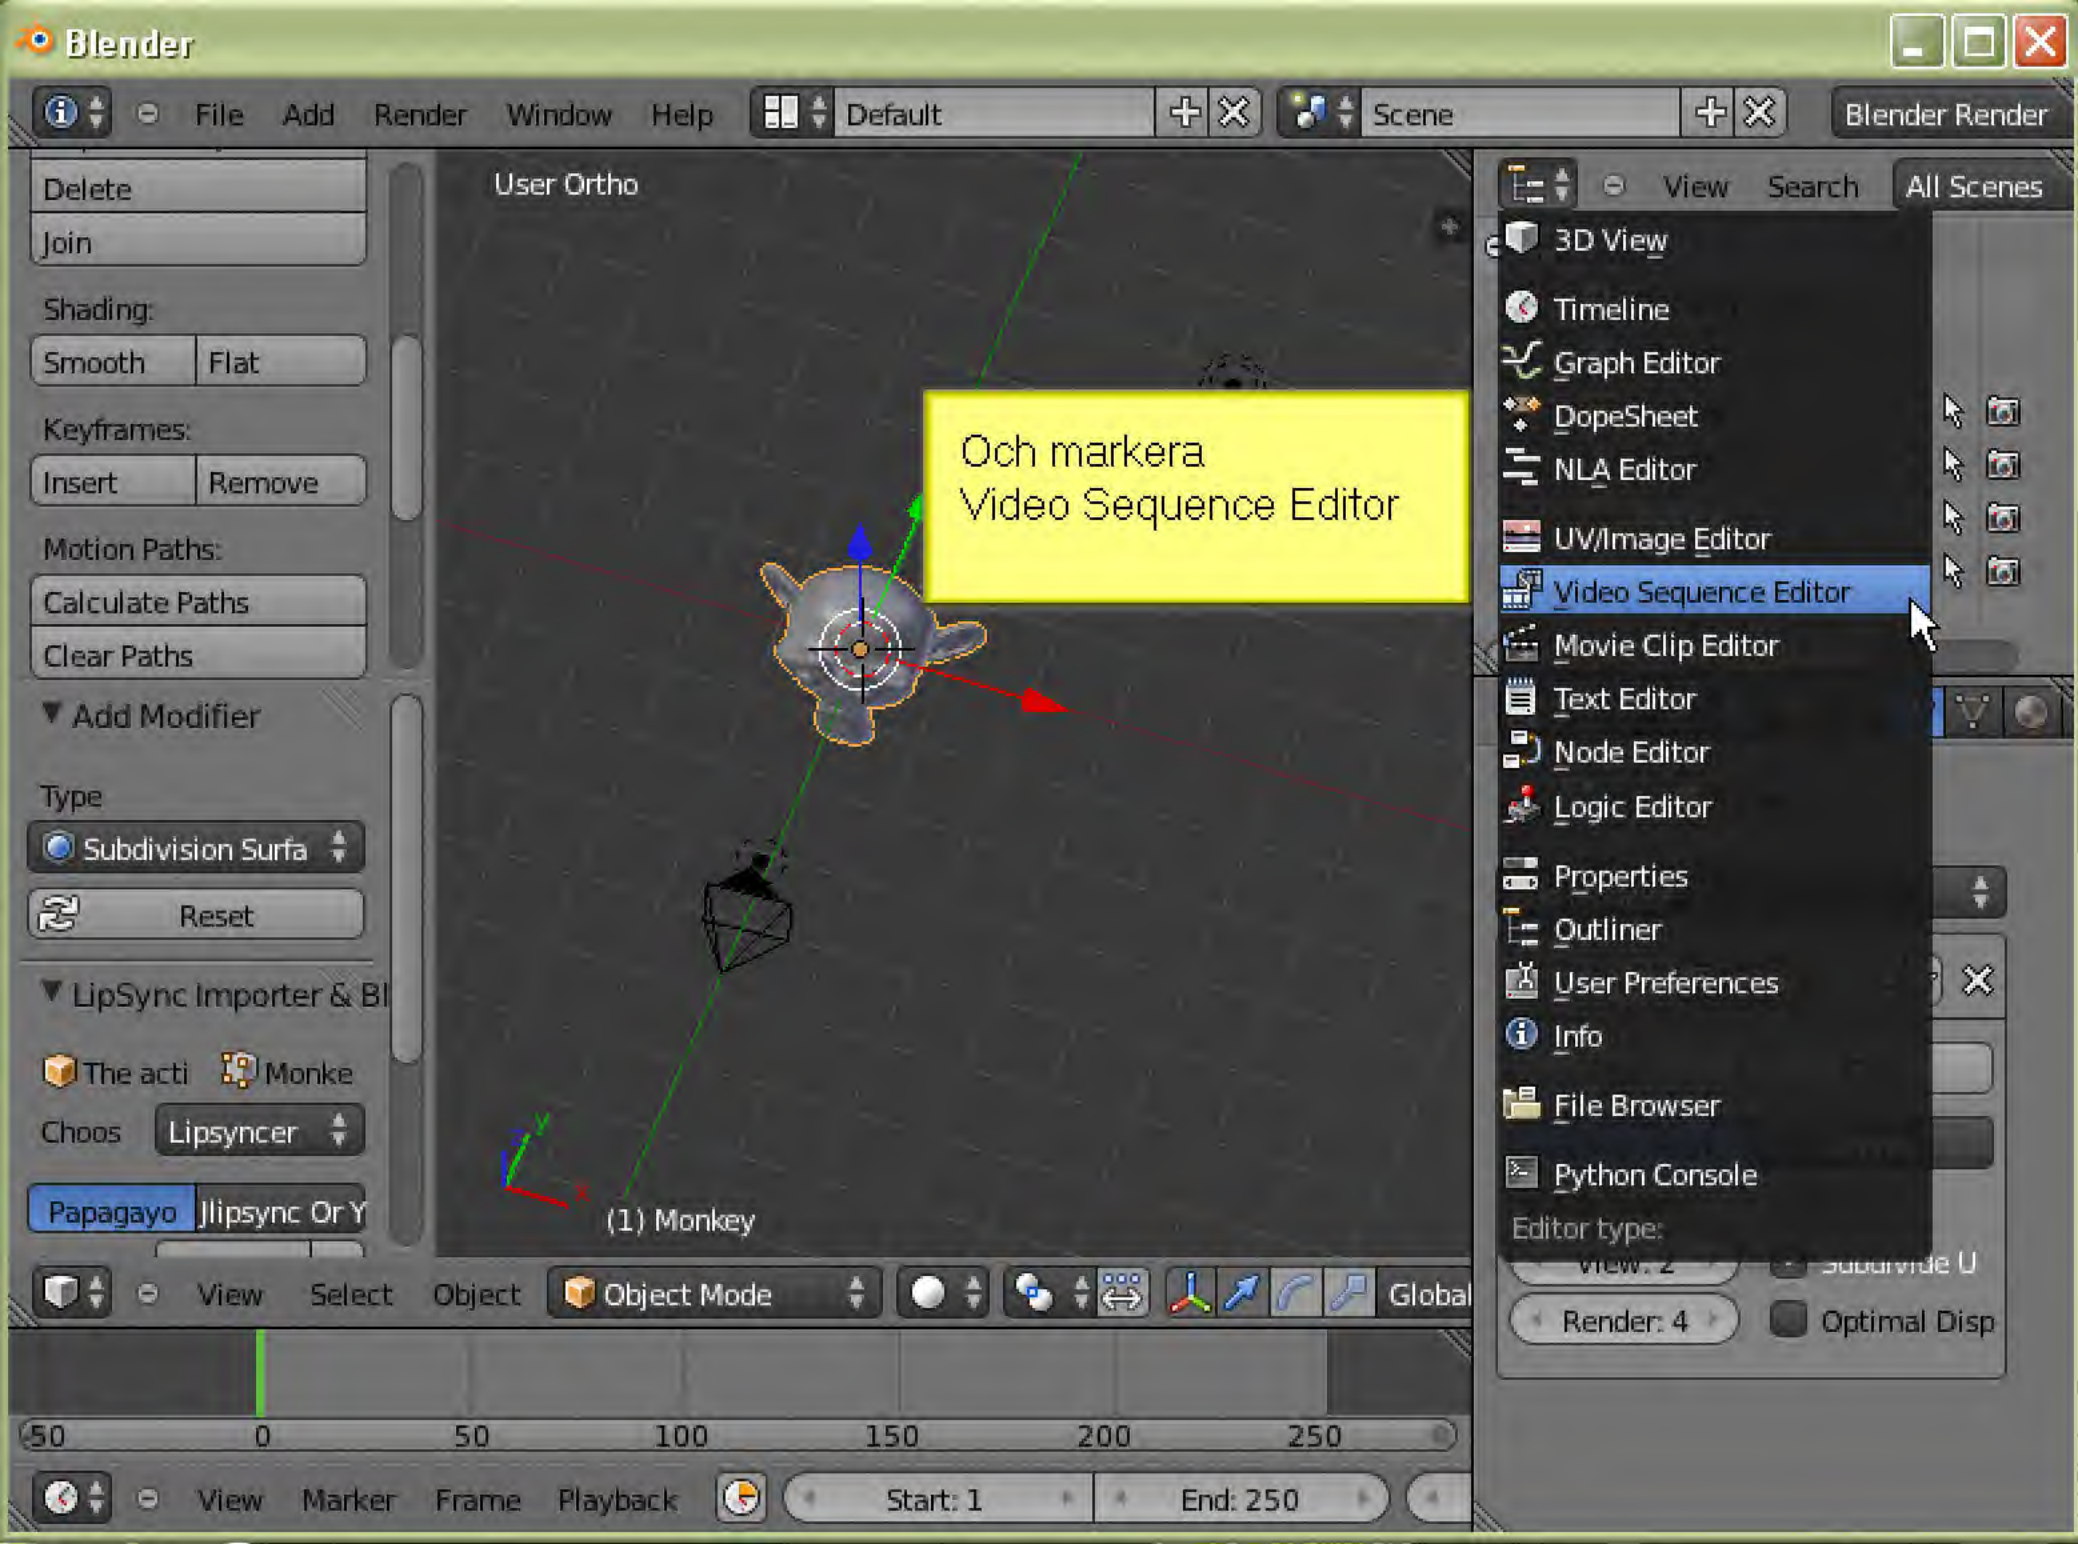 Blender
File Add Render Window Help Default Scene Blender Render
Delete
Join
Shading:
Smooth Flat
Keyframes:
Insert Remove
Motion Paths:
Calculate Paths
Clear Paths
Add Modifier
Type
Subdivision Surfa
Reset
LipSync Importer & Bl
The acti Monke
Choos Lipsyncer
Papagayo Jlipsync Or Y
User Ortho
Och markera
Video Sequence Editor
y
x
(1) Monkey
View Search All Scenes
3D View
Timeline
Graph Editor
DopeSheet
NLA Editor
UV/Image Editor
Video Sequence Editor
Movie Clip Editor
Text Editor
Node Editor
Logic Editor
Properties
Outliner
User Preferences
Info
File Browser
Python Console
Editor type:
View: 2 Subdivide U
Render: 4 Optimal Disp
View Select Object Object Mode Global
-50 0 50 100 150 200 250
View Marker Frame Playback Start: 1 End: 250